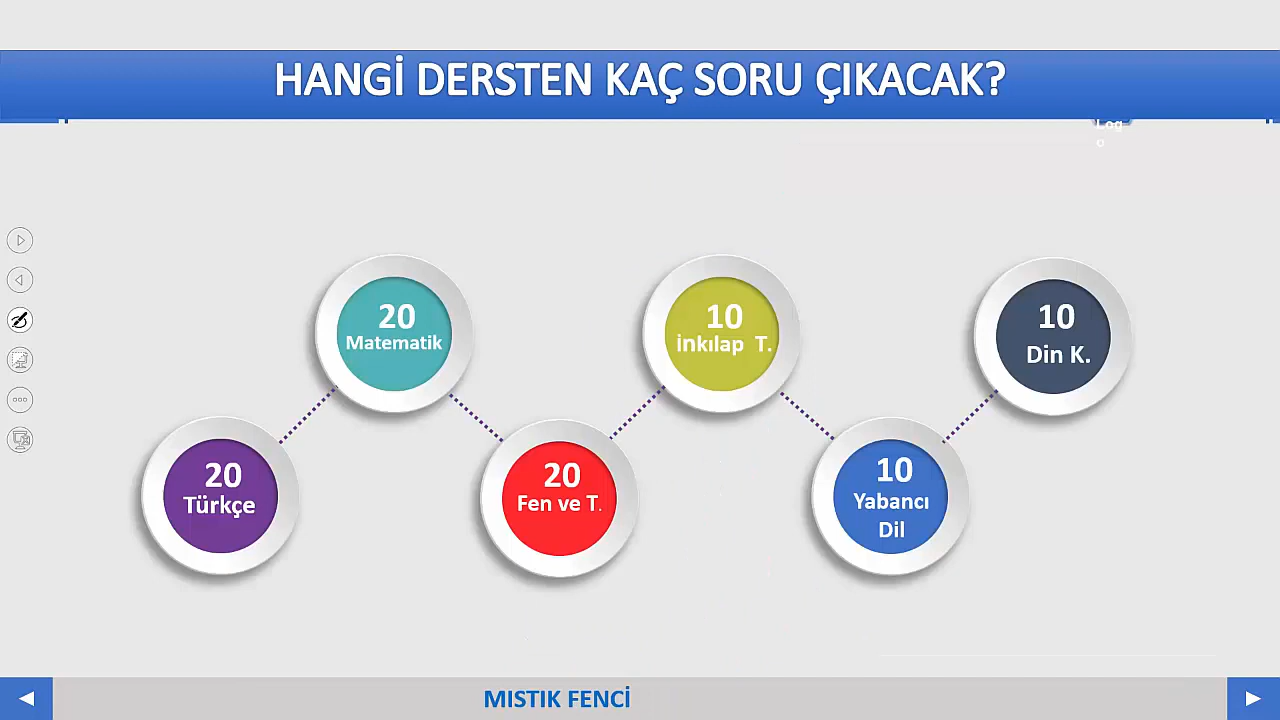 HANGİ DERSTEN KAÇ SORU ÇIKACAK?
Log
o
20
Türkçe
20
Matematik
20
Fen ve T.
10
İnkılap T.
10
Yabancı
Dil
10
Din K.
MISTIK FENCİ